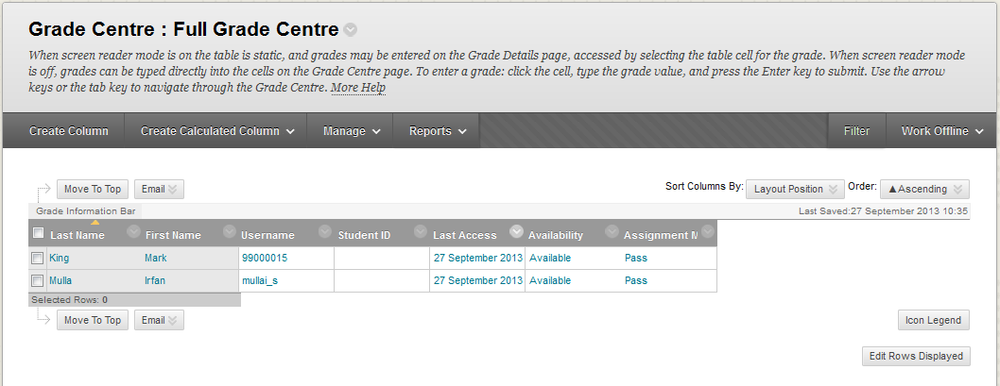 Grade Centre : Full Grade Centre
When screen reader mode is on the table is static, and grades may be entered on the Grade Details page, accessed by selecting the table cell for the grade. When screen reader mode
is off, grades can be typed directly into the cells on the Grade Centre page. To enter a grade: click the cell, type the grade value, and press the Enter key to submit. Use the arrow
keys or the tab key to navigate through the Grade Centre. More Help
Create Column Create Calculated Column Manage Reports Filter Work Offline
Move To Top Email Sort Columns By: Layout Position Order: ▲Ascending
Grade Information Bar Last Saved:27 September 2013 10:35
Last Name First Name Username Student ID Last Access Availability Assignment M
King Mark 99000015 27 September 2013 Available Pass
Mulla Irfan mullai_s 27 September 2013 Available Pass
Selected Rows: 0
Move To Top Email Icon Legend
Edit Rows Displayed